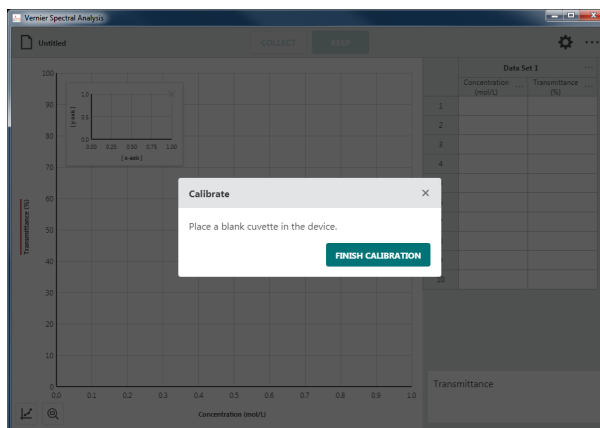 Vernier Spectral Analysis
Untitled
COLLECT
KEEP
Data Set 1
Concentration
(mol/L)
Transmittance
(%)
1
2
3
4
10
100
90
80
70
60
50
40
30
20
10
0
Transmittance (%)
1.0
0.5
0.0
[ y-axis ]
0.00 0.25 0.50 0.75 1.00
[ x-axis ]
Calibrate
Place a blank cuvette in the device.
FINISH CALIBRATION
0.0 0.1 0.2 0.3 0.4 0.5 0.6 0.7 0.8 0.9 1.0
Concentration (mol/L)
Transmittance